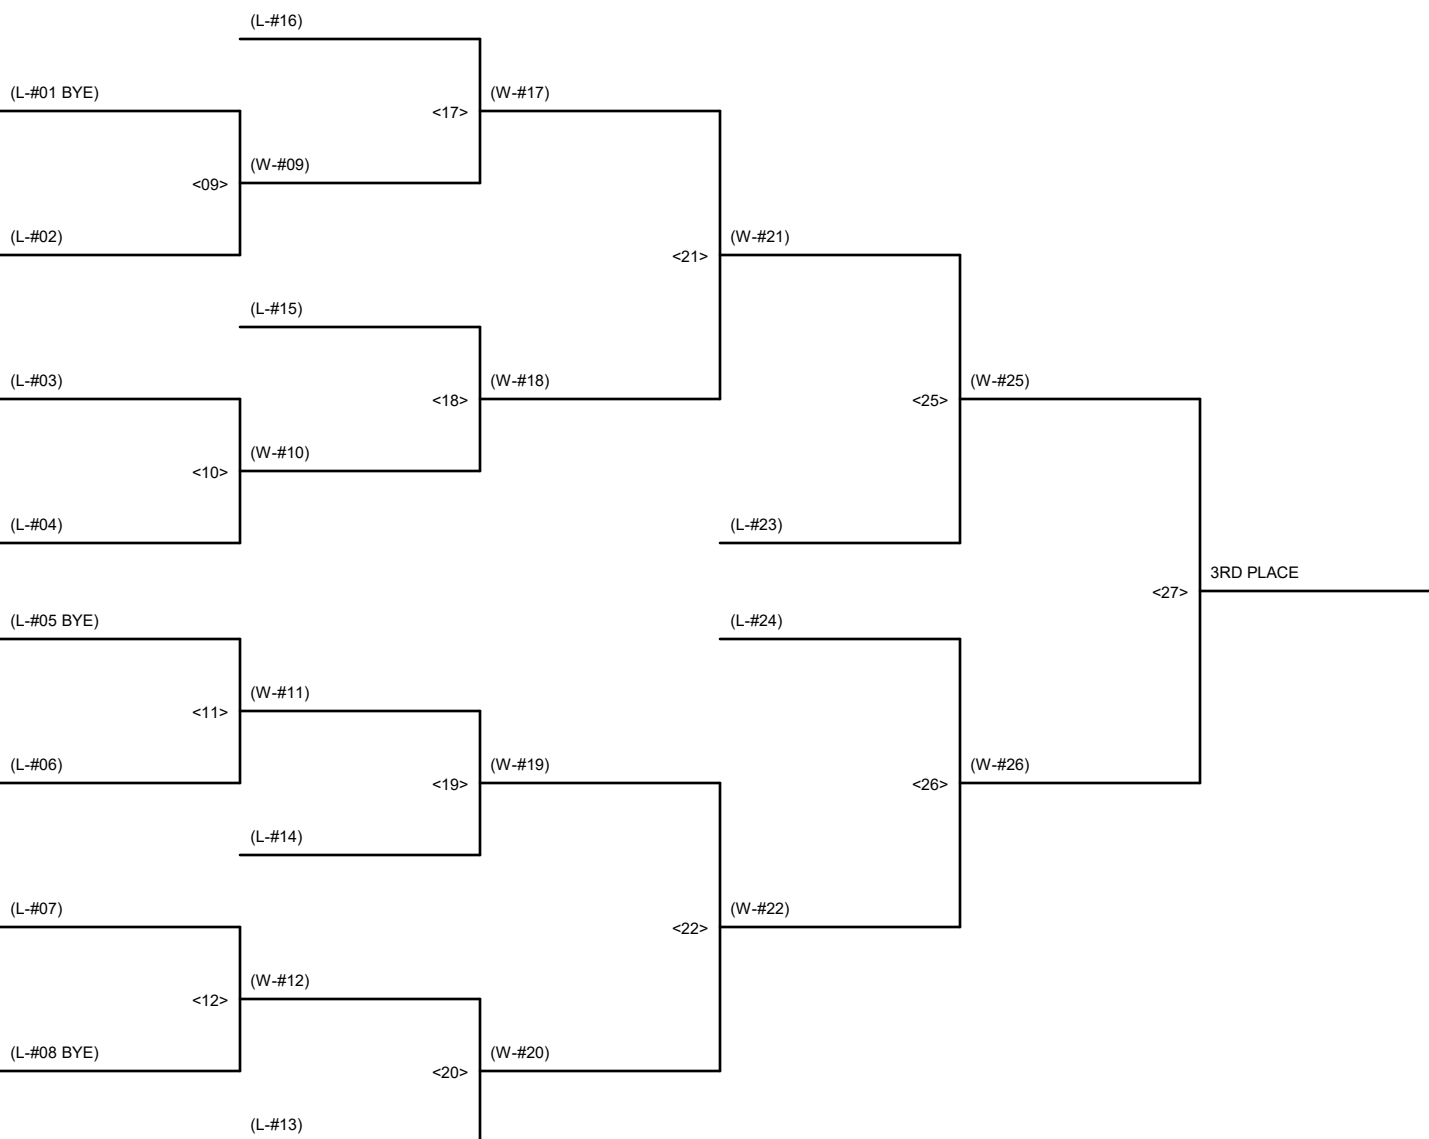 (L-#16)
(L-#01 BYE)
(W-#17)
<17>
(W-#09)
<09>
(L-#02)
(W-#21)
<21>
(L-#15)
(L-#03)
(W-#18)
(W-#25)
<18>
<25>
(W-#10)
<10>
(L-#04)
(L-#23)
3RD PLACE
<27>
(L-#05 BYE)
(L-#24)
(W-#11)
<11>
(L-#06)
(W-#19)
(W-#26)
<19>
<26>
(L-#14)
(L-#07)
(W-#22)
<22>
(W-#12)
<12>
(L-#08 BYE)
(W-#20)
<20>
(L-#13)